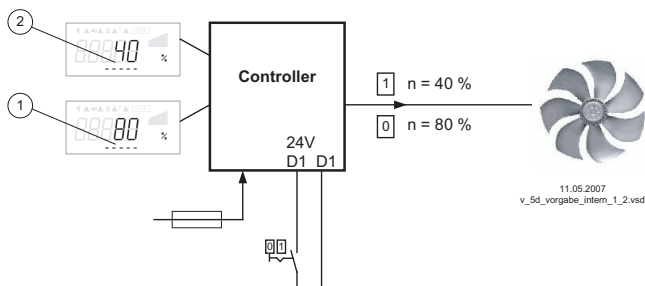 2
40
%
1
80
%
Controller
24V
D1 D1
1 n = 40 %
0 n = 80 %
0 1
11.05.2007
v_5d_vorgabe_intern_1_2.vsd